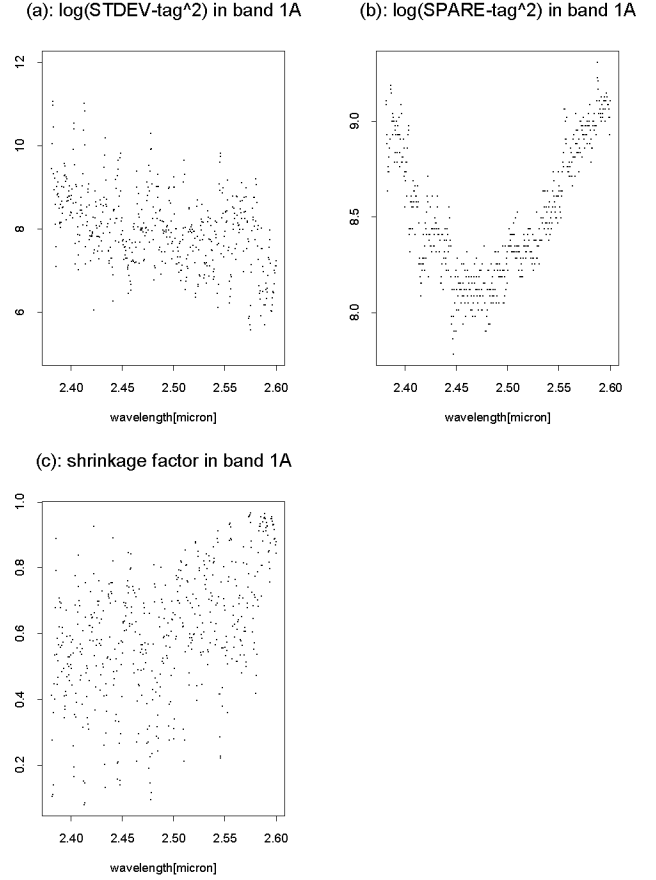 (a): log(STDEV-tag^2) in band 1A
12
10
8
6
2.40 2.45 2.50 2.55 2.60
wavelength[micron]
(b): log(SPARE-tag^2) in band 1A
9.0
8.5
8.0
2.40 2.45 2.50 2.55 2.60
wavelength[micron]
(c): shrinkage factor in band 1A
1.0
0.8
0.6
0.4
0.2
2.40 2.45 2.50 2.55 2.60
wavelength[micron]